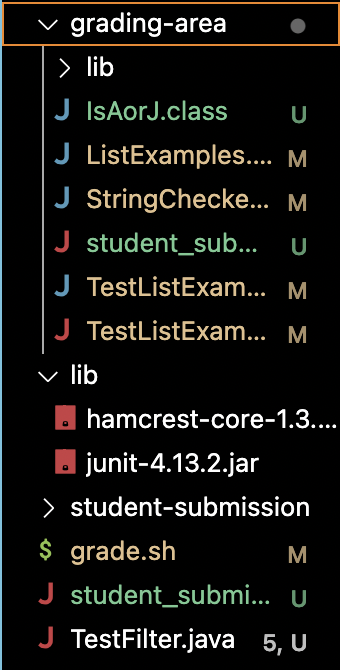 grading-area
lib
J IsAorJ.class U
J ListExamples.... M
J StringChecke... M
J student_sub... U
J TestListExam... M
J TestListExam... M
lib
hamcrest-core-1.3....
junit-4.13.2.jar
student-submission
$ grade.sh M
J student_submi... U
J TestFilter.java 5, U